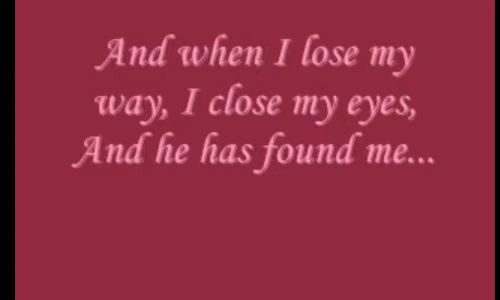 And when I lose my
way, I close my eyes,
And he has found me...